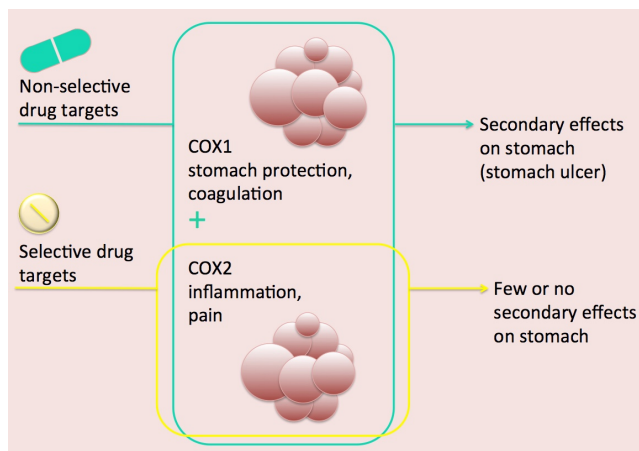 Non-selective
drug targets
COX1
stomach protection,
coagulation
+
Secondary effects
on stomach
(stomach ulcer)
Selective drug
targets
COX2
inflammation,
pain
Few or no
secondary effects
on stomach